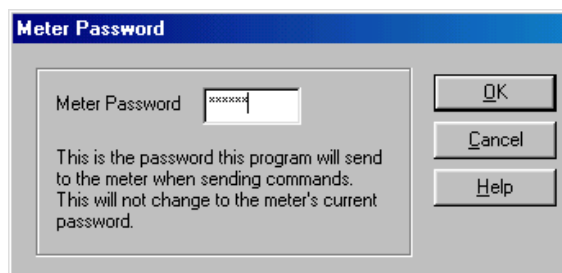 Meter Password
Meter Password xxxxxx
OK
Cancel
Help
This is the password this program will send
to the meter when sending commands.
This will not change to the meter's current
password.